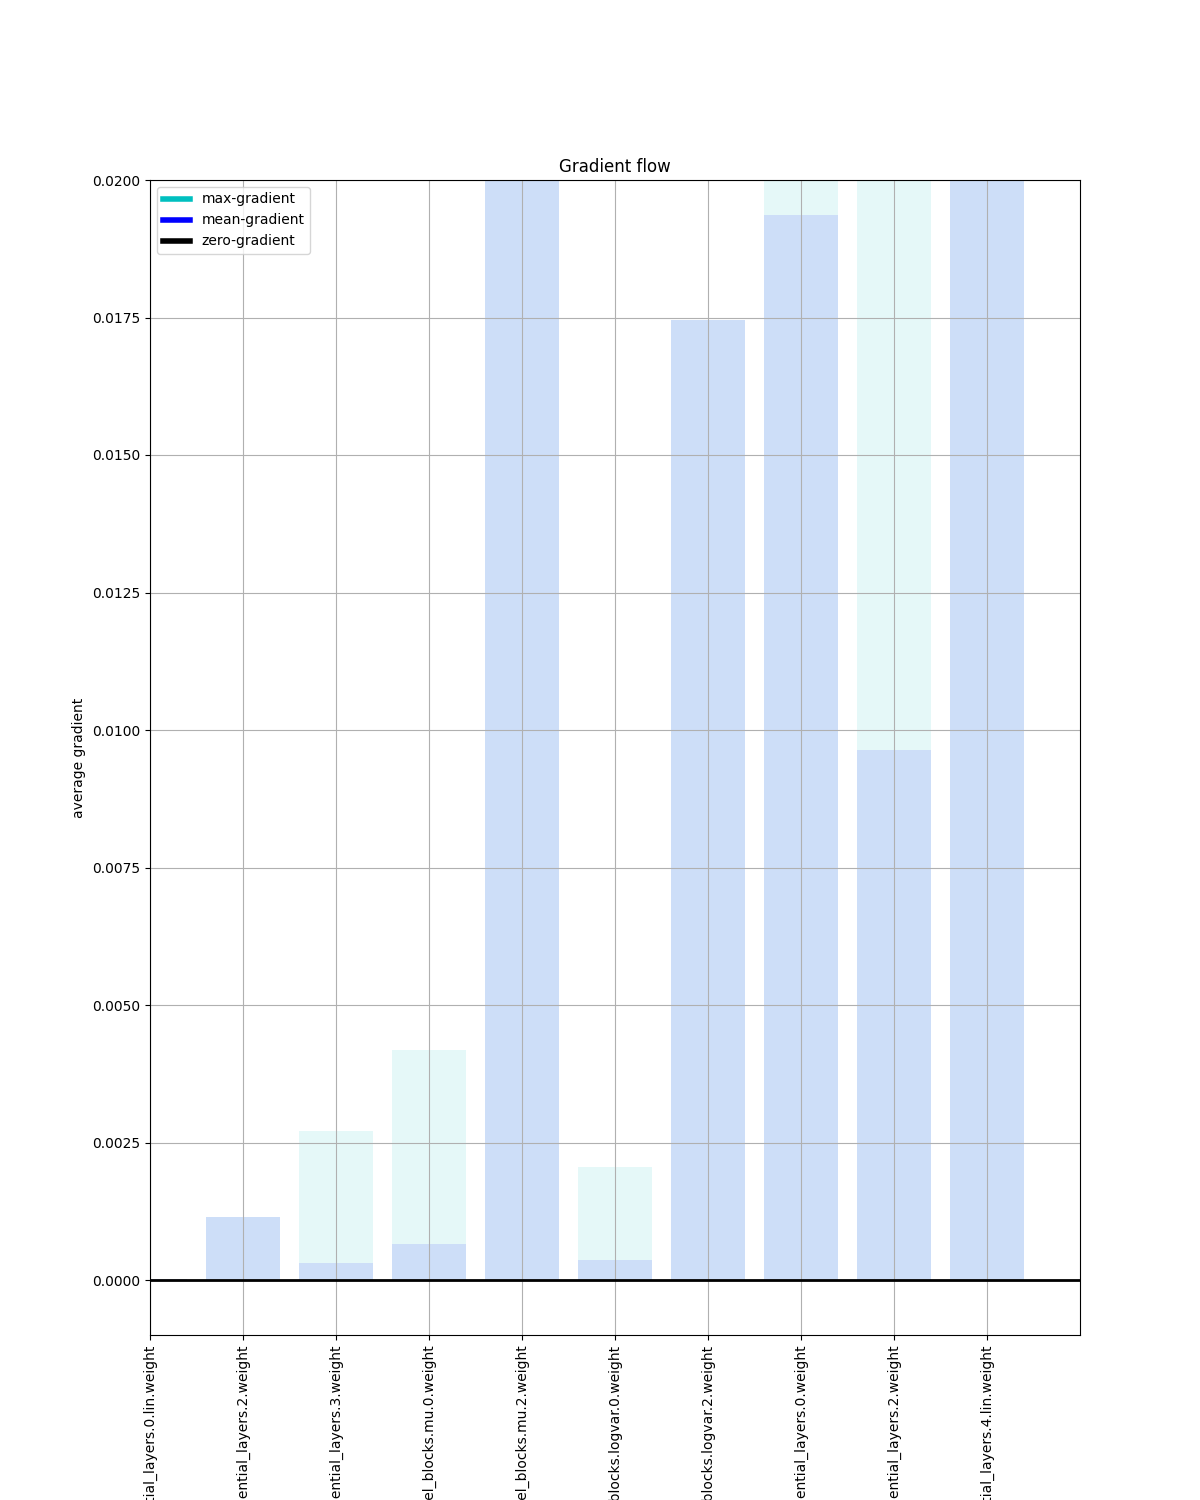 Gradient flow
max-gradient
mean-gradient
zero-gradient
0.0200
0.0175
0.0150
0.0125
0.0100
0.0075
0.0050
0.0025
0.0000
average gradient
tial_layers.0.lin.weight
ential_layers.2.weight
ential_layers.3.weight
el_blocks.mu.0.weight
el_blocks.mu.2.weight
blocks.logvar.0.weight
blocks.logvar.2.weight
ential_layers.0.weight
ential_layers.2.weight
tial_layers.4.lin.weight